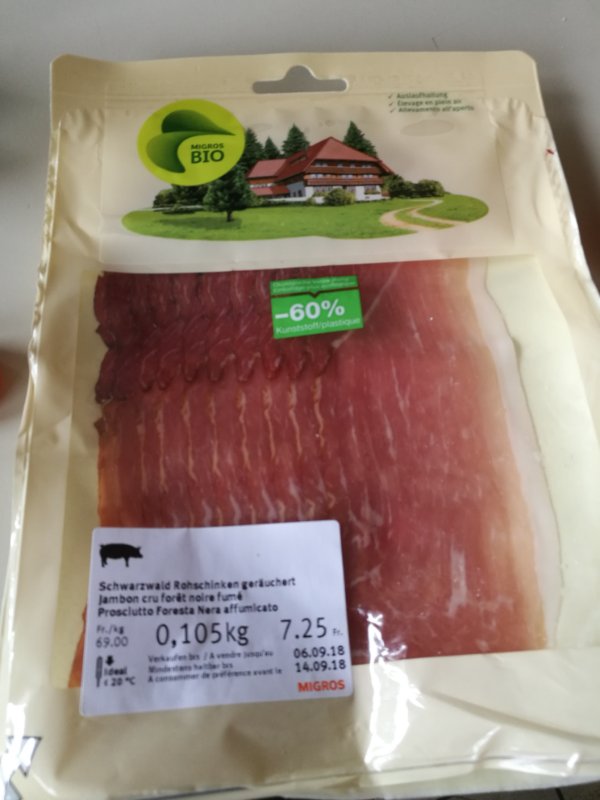 ✓ Auslaufhaltung
✓ Elevage en plein air
✓ Allevamento all'aperto
MIGROS
BIO
-60%
Kunststoff/plastique
Schwarzwald Rohschinken geräuchert
Jambon cru forêt noire fumé
Prosciutto Foresta Nera affumicato
Fr./kg
69.00
0,105kg
7.25 Fr.
Verkaufen bis / A vendre jusqu'au 06.09.18
Mindestens haltbar bis
A consommer de préférence avant le 14.09.18
Ideal
≤ 20 °C
MIGROS